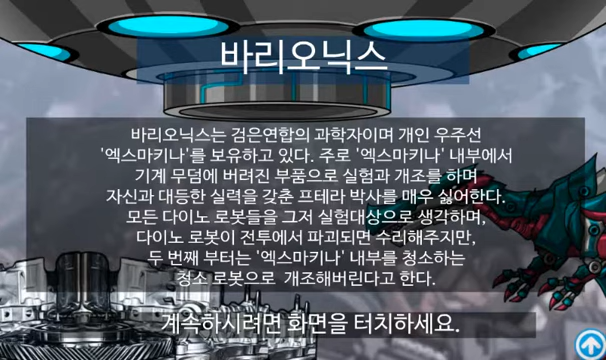 바리오닉스
바리오닉스는 검은연합의 과학자이며 개인 우주선
'엑스마키나'를 보유하고 있다. 주로 '엑스마키나' 내부에서
기계 무덤에 버려진 부품으로 실험과 개조를 하며
자신과 대등한 실력을 갖춘 프테라 박사를 매우 싫어한다.
모든 다이노 로봇들을 그저 실험대상으로 생각하며,
다이노 로봇이 전투에서 파괴되면 수리해주지만,
두 번째 부터는 '엑스마키나' 내부를 청소하는
청소 로봇으로 개조해버린다고 한다.
계속하시려면 화면을 터치하세요.